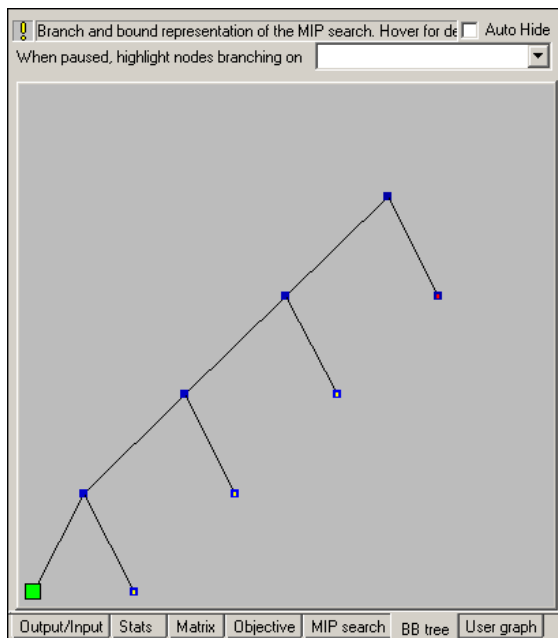 Branch and bound representation of the MIP search. Hover for de Auto Hide
When paused, highlight nodes branching on
Output/Input Stats Matrix Objective MIP search BB tree User graph